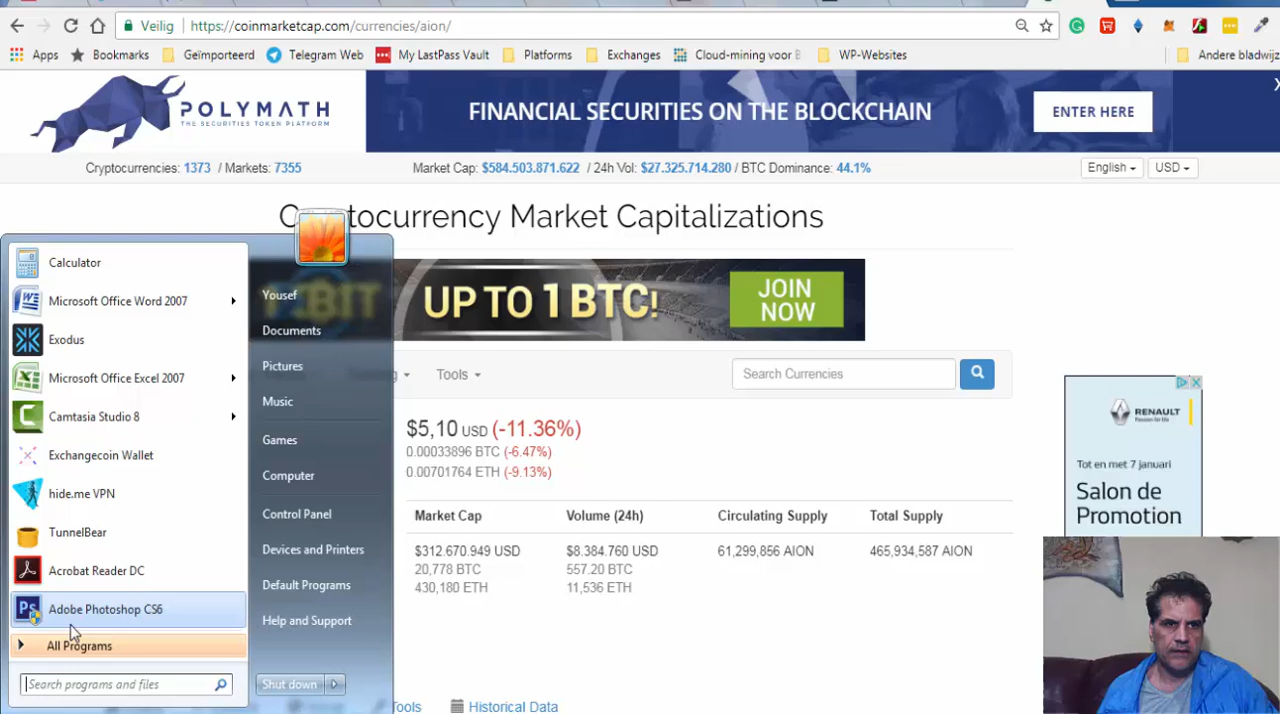 Veilig https://coinmarketcap.com/currencies/aion/
Apps Bookmarks Geïmporteerd Telegram Web My LastPass Vault Platforms Exchanges Cloud-mining voor B WP-Websites Andere bladwijz
POLYMATH
THE SECURITIES TOKEN PLATFORM
FINANCIAL SECURITIES ON THE BLOCKCHAIN
ENTER HERE
X
Cryptocurrencies: 1373 / Markets: 7355 Market Cap: $584.503.871.622 / 24h Vol: $27.325.714.280 / BTC Dominance: 44.1%
English USD
tocurrency Market Capitalizations
UP TO 1 BTC!
JOIN
NOW
Tools
Search Currencies
$5,10 USD (-11.36%)
0.00033896 BTC (-6.47%)
0.00701764 ETH (-9.13%)
Market Cap Volume (24h) Circulating Supply Total Supply
$312.670.949 USD $8.384.760 USD 61,299,856 AION 465,934,587 AION
20,778 BTC 557.20 BTC
430,180 ETH 11,536 ETH
Tools Historical Data
RENAULT
Tot en met 7 januari
Salon de
Promotion
Calculator
Microsoft Office Word 2007
Exodus
Microsoft Office Excel 2007
Camtasia Studio 8
Exchangecoin Wallet
hide.me VPN
TunnelBear
Acrobat Reader DC
Ps Adobe Photoshop CS6
All Programs
Search programs and files
Yousef
Documents
Pictures
Music
Games
Computer
Control Panel
Devices and Printers
Default Programs
Help and Support
Shut down